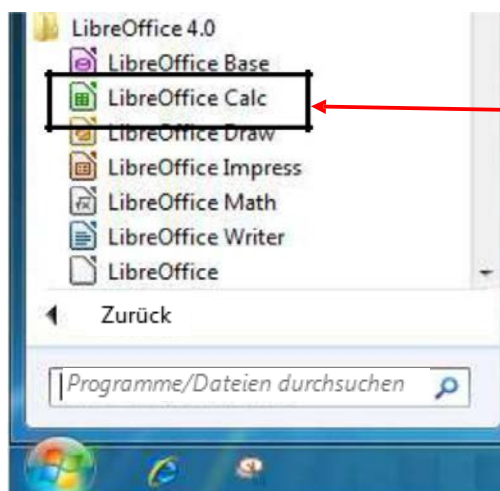 LibreOffice 4.0
LibreOffice Base
LibreOffice Calc
LibreOffice Draw
LibreOffice Impress
LibreOffice Math
LibreOffice Writer
LibreOffice
Zurück
Programme/Dateien durchsuchen